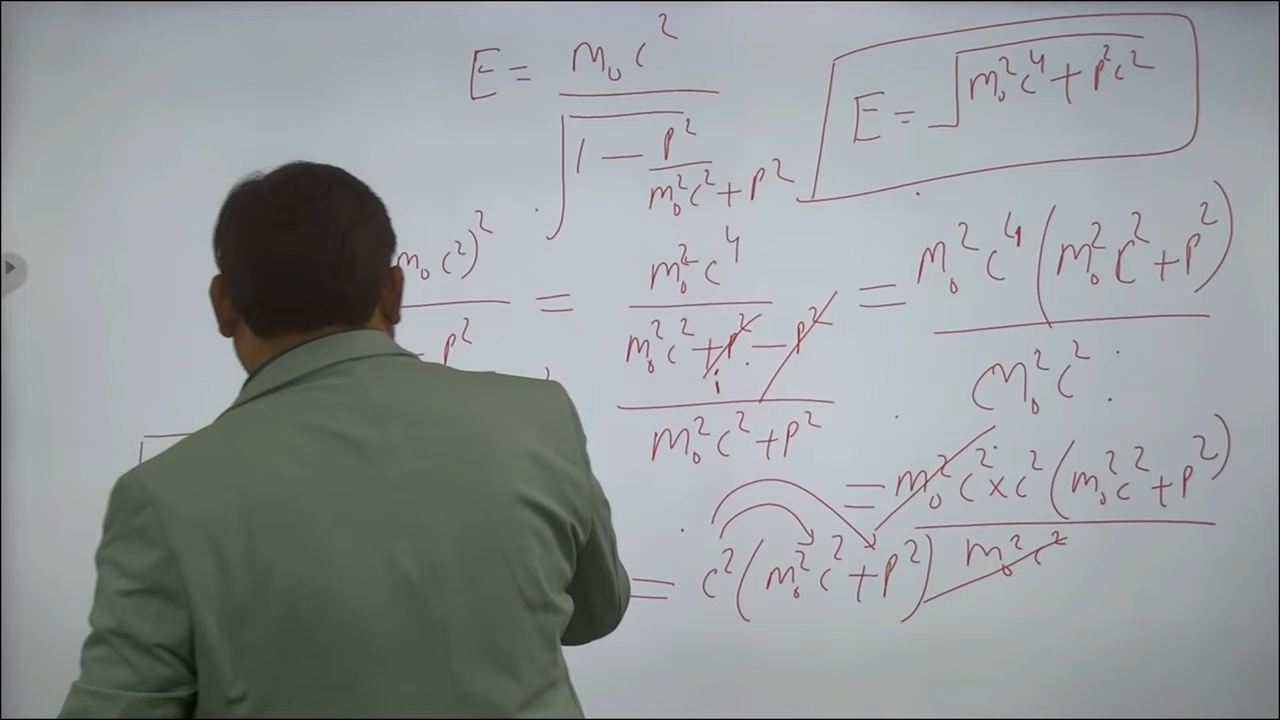 E = m₀c² / √(1 − p² / (m₀²c² + p²))
E = √(m₀²c⁴ + p²c²)
m₀c²)² / − p² = m₀²c⁴ / ((m₀²c² + p² − p²) / (m₀²c² + p²)) = m₀²c⁴(m₀²c² + p²) / m₀²c²
= m₀²c² × c²(m₀²c² + p²) / m₀²c²
= c²(m₀²c² + p²)